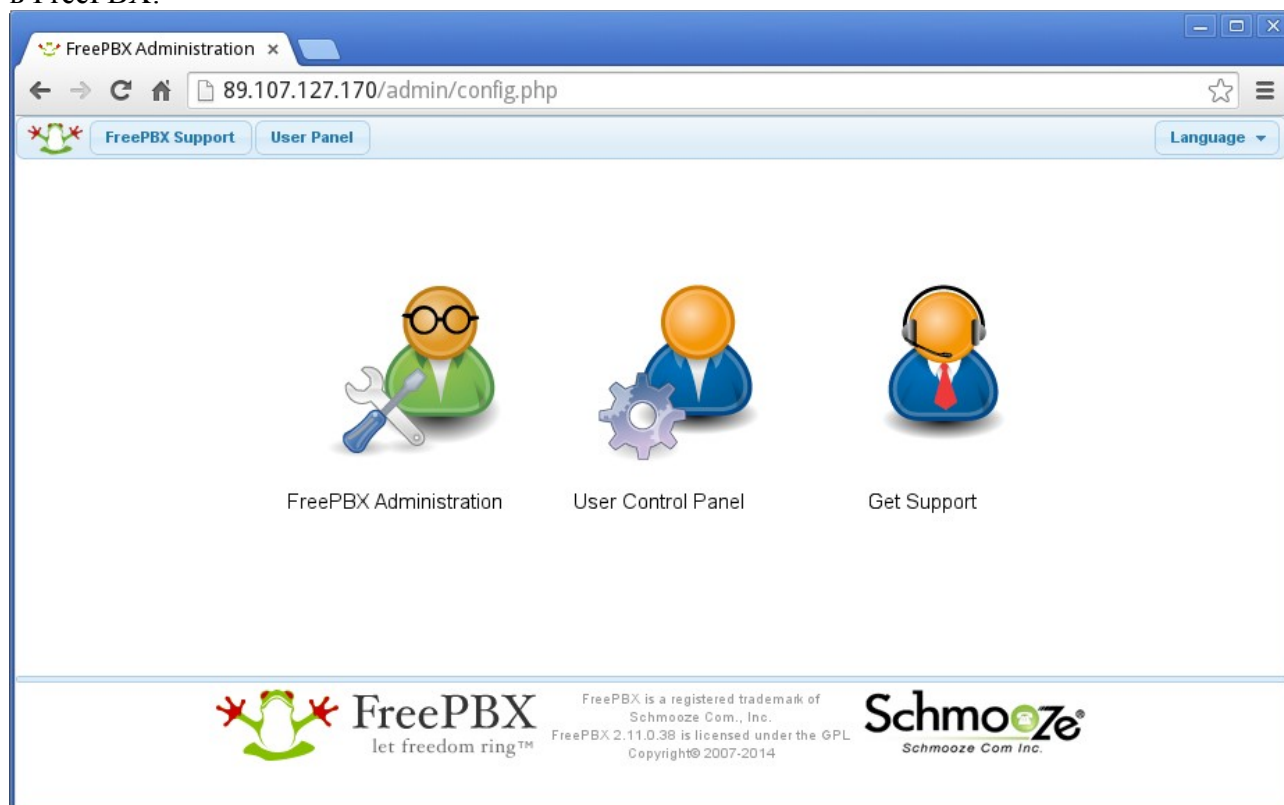 в FreePBX.
FreePBX Administration
89.107.127.170/admin/config.php
FreePBX Support User Panel Language
FreePBX Administration User Control Panel Get Support
FreePBX
let freedom ring™
FreePBX is a registered trademark of
Schmooze Com., Inc.
FreePBX 2.11.0.38 is licensed under the GPL
Copyright© 2007-2014
Schmooze®
Schmooze Com Inc.